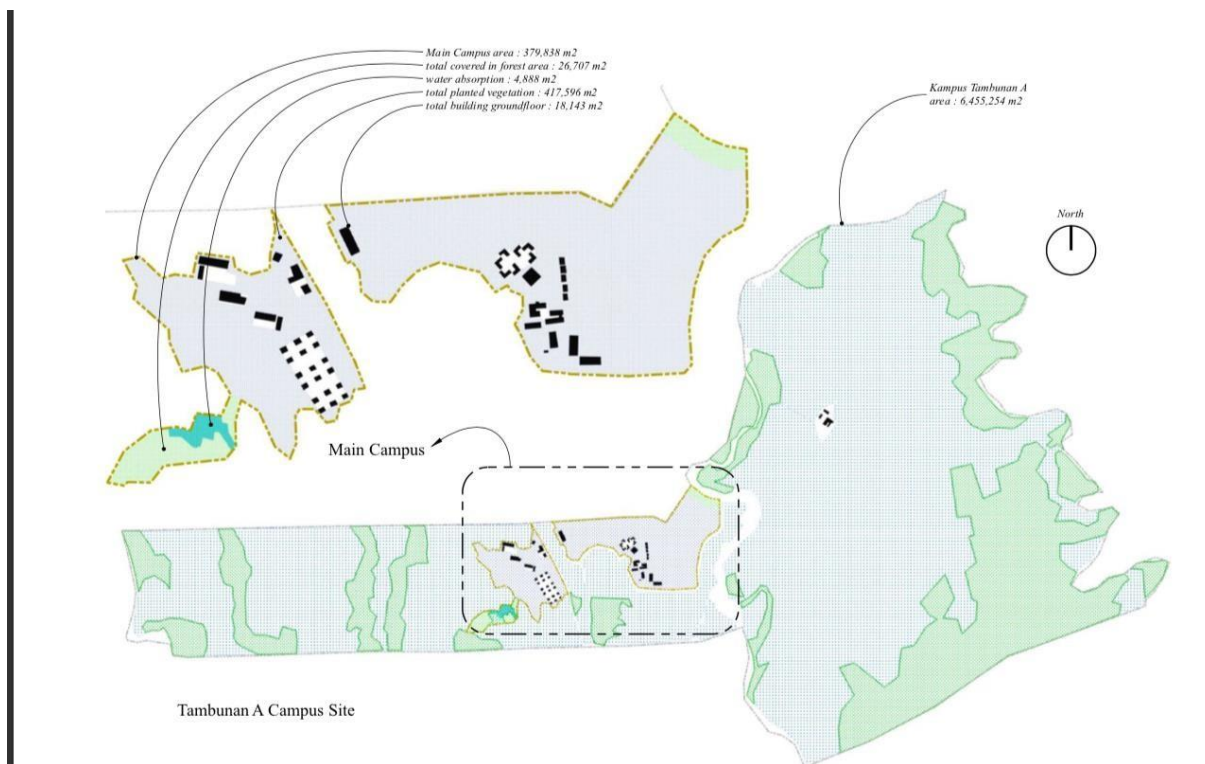 Main Campus area : 379,838 m2
total covered in forest area : 26,707 m2
water absorption : 4,888 m2
total planted vegetation : 417,596 m2
total building groundfloor : 18,143 m2
Kampus Tambunan A
area : 6,455,254 m2
North
Main Campus
Tambunan A Campus Site